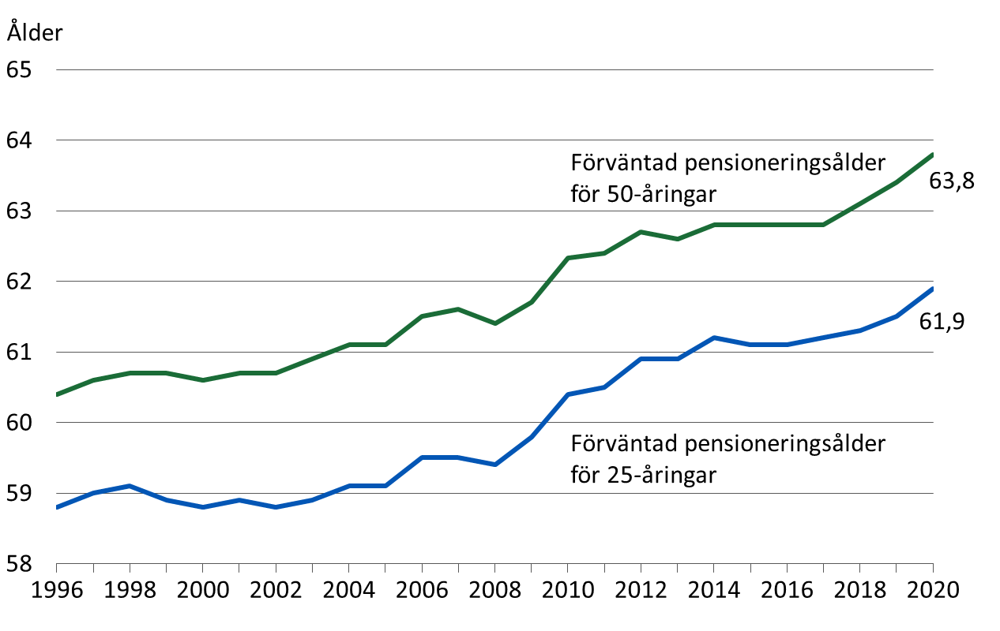 Ålder
65
64
Förväntad pensioneringsålder
för 50-åringar
63,8
63
62
61,9
61
60
Förväntad pensioneringsålder
för 25-åringar
59
58
1996 1998 2000 2002 2004 2006 2008 2010 2012 2014 2016 2018 2020